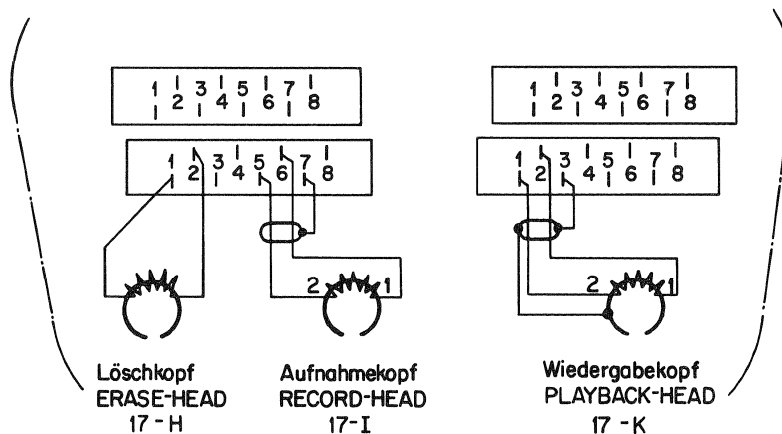 1 2 3 4 5 6 7 8
1 2 3 4 5 6 7 8
1 2 3 4 5 6 7 8
1 2 3 4 5 6 7 8
2 1
2 1
Löschkopf
ERASE-HEAD
17-H
Aufnahmekopf
RECORD-HEAD
17-I
Wiedergabekopf
PLAYBACK-HEAD
17-K